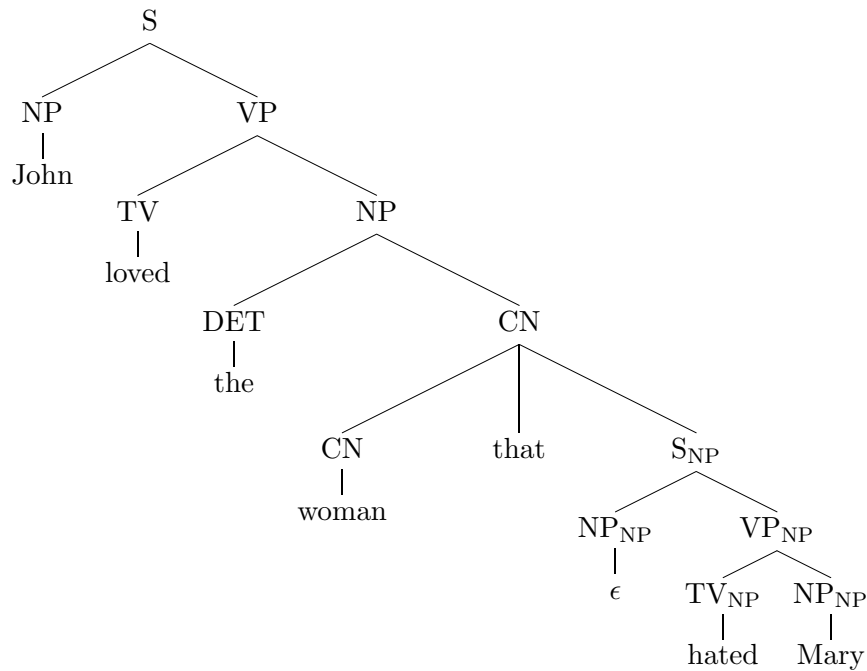 S
NP VP
John
TV NP
loved
DET CN
the
CN that S_NP
woman
NP_NP VP_NP
ϵ TV_NP NP_NP
hated Mary